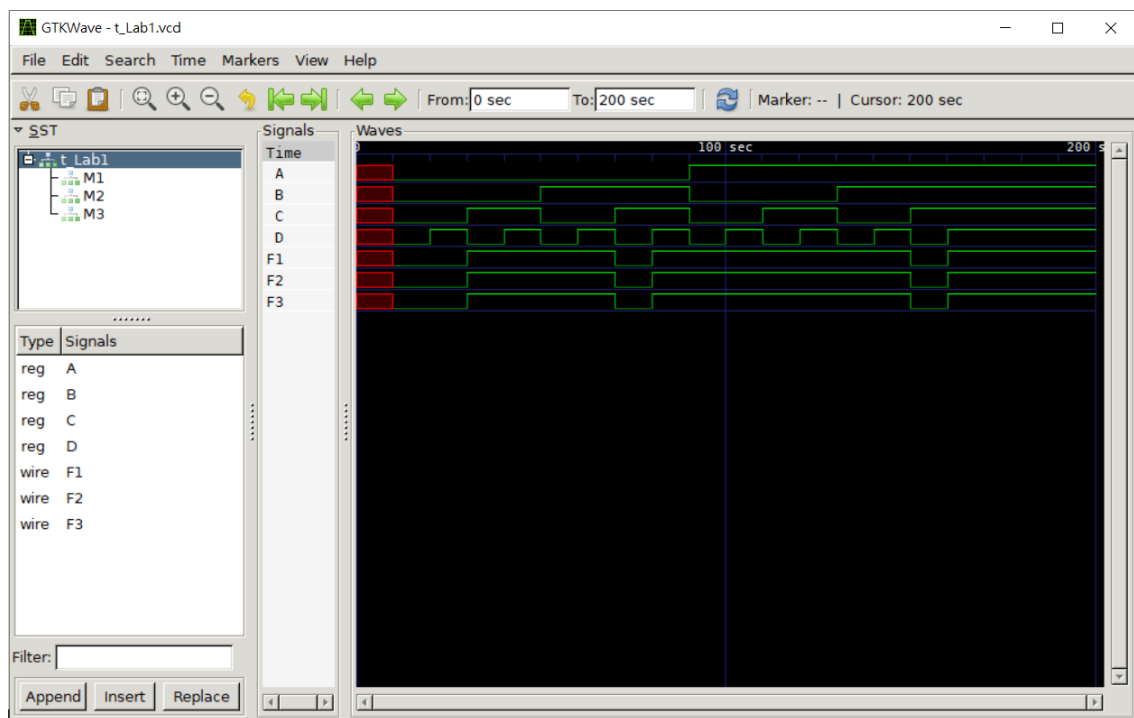 GTKWave - t_Lab1.vcd
File Edit Search Time Markers View Help
From: 0 sec To: 200 sec Marker: -- | Cursor: 200 sec
SST
t_Lab1
M1
M2
M3
Type Signals
reg A
reg B
reg C
reg D
wire F1
wire F2
wire F3
Filter:
Append Insert Replace
Signals
Time
A
B
C
D
F1
F2
F3
Waves
0 100 sec 200 s